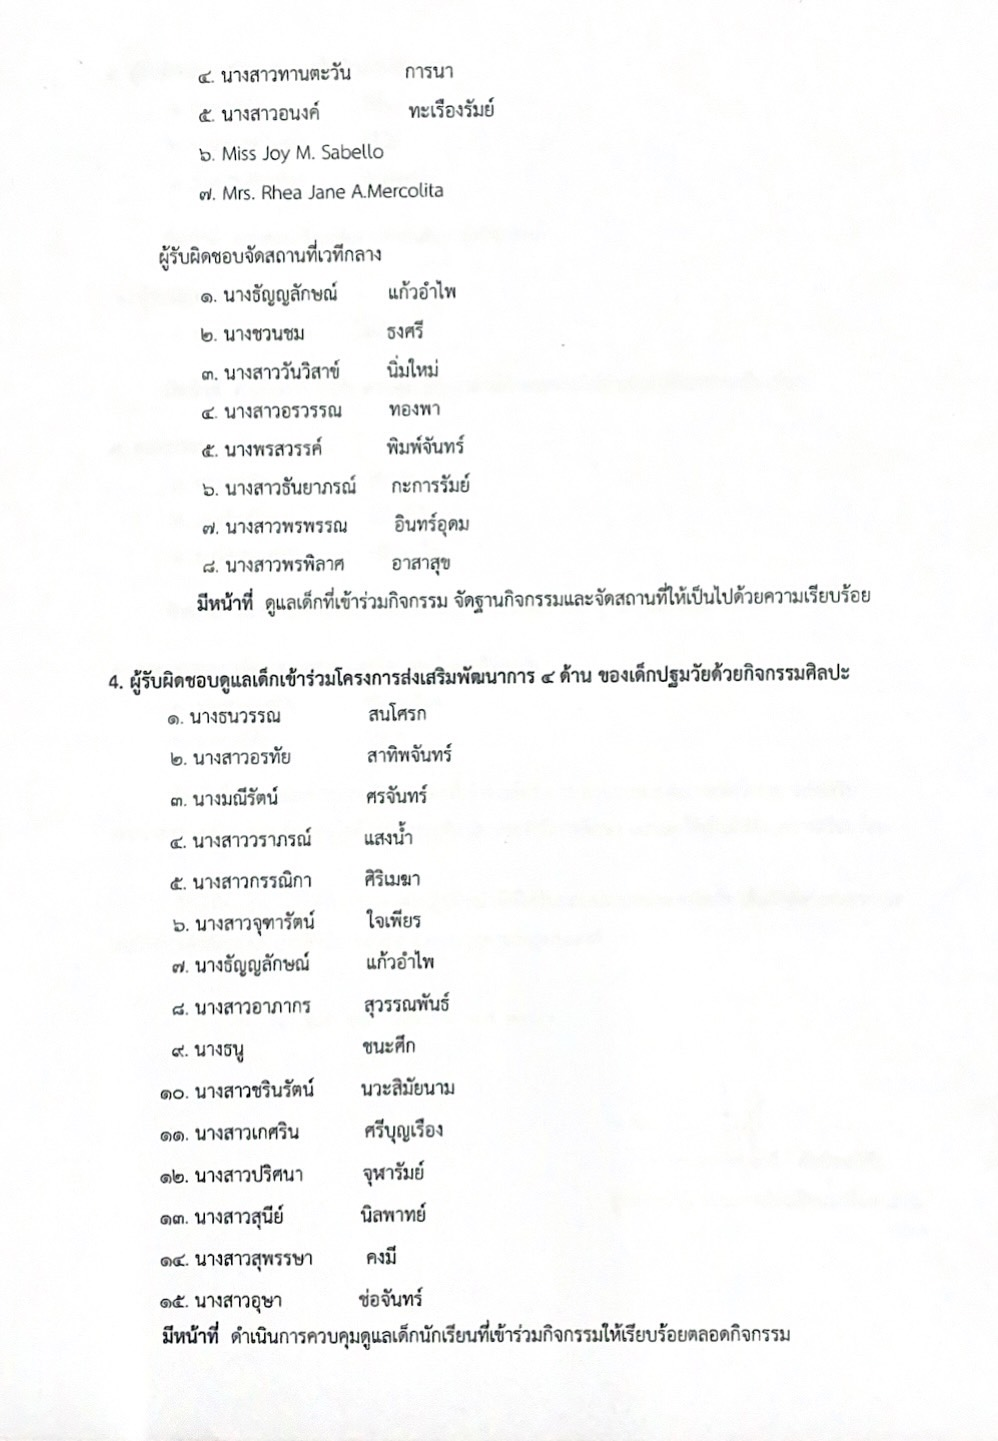 ๔. นางสาวทานตะวัน การนา
๕. นางสาวอนงค์ ทะเรืองรัมย์
๖. Miss Joy M. Sabello
๗. Mrs. Rhea Jane A.Mercolita
ผู้รับผิดชอบจัดสถานที่เวทีกลาง
๑. นางธัญญลักษณ์ แก้วอำไพ
๒. นางชวนชม ธงศรี
๓. นางสาววันวิสาข์ นิ่มใหม่
๔. นางสาวอรวรรณ ทองพา
๕. นางพรสวรรค์ พิมพ์จันทร์
๖. นางสาวธันยาภรณ์ กะการรัมย์
๗. นางสาวพรพรรณ อินทร์อุดม
๘. นางสาวพรพิลาศ อาสาสุข
มีหน้าที่ ดูแลเด็กที่เข้าร่วมกิจกรรม จัดฐานกิจกรรมและจัดสถานที่ให้เป็นไปด้วยความเรียบร้อย
4. ผู้รับผิดชอบดูแลเด็กเข้าร่วมโครงการส่งเสริมพัฒนาการ ๔ ด้าน ของเด็กปฐมวัยด้วยกิจกรรมศิลปะ
๑. นางธนวรรณ สนโศรก
๒. นางสาวอรทัย สาทิพจันทร์
๓. นางมณีรัตน์ ศรจันทร์
๔. นางสาววราภรณ์ แสงน้ำ
๕. นางสาวกรรณิกา ศิริเมฆา
๖. นางสาวจุฑารัตน์ ใจเพียร
๗. นางธัญญลักษณ์ แก้วอำไพ
๘. นางสาวอาภากร สุวรรณพันธ์
๙. นางธนู ชนะศึก
๑๐. นางสาวชรินรัตน์ นวะสิมัยนาม
๑๑. นางสาวเกศริน ศรีบุญเรือง
๑๒. นางสาวปริศนา จุฬารัมย์
๑๓. นางสาวสุนีย์ นิลพาทย์
๑๔. นางสาวสุพรรษา คงมี
๑๕. นางสาวอุษา ช่อจันทร์
มีหน้าที่ ดำเนินการควบคุมดูแลเด็กนักเรียนที่เข้าร่วมกิจกรรมให้เรียบร้อยตลอดกิจกรรม